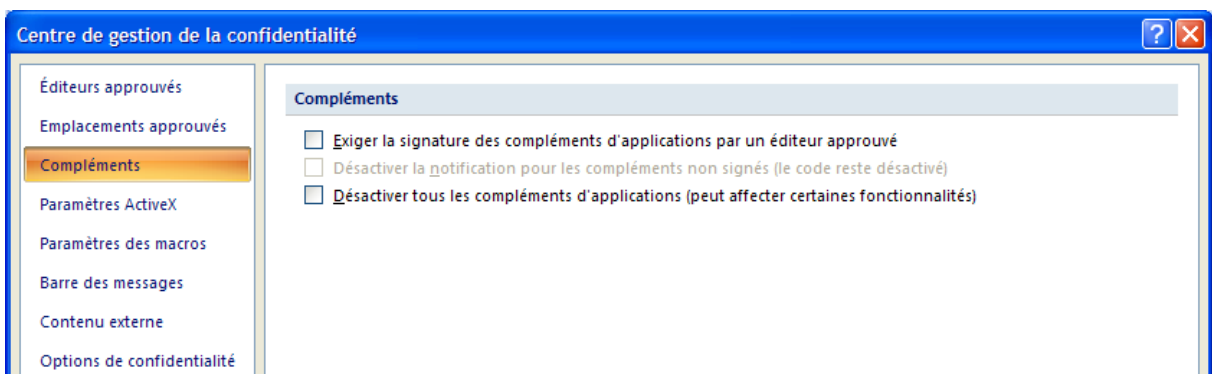 Centre de gestion de la confidentialité
Éditeurs approuvés
Emplacements approuvés
Compléments
Paramètres ActiveX
Paramètres des macros
Barre des messages
Contenu externe
Options de confidentialité
Compléments
Exiger la signature des compléments d'applications par un éditeur approuvé
Désactiver la notification pour les compléments non signés (le code reste désactivé)
Désactiver tous les compléments d'applications (peut affecter certaines fonctionnalités)